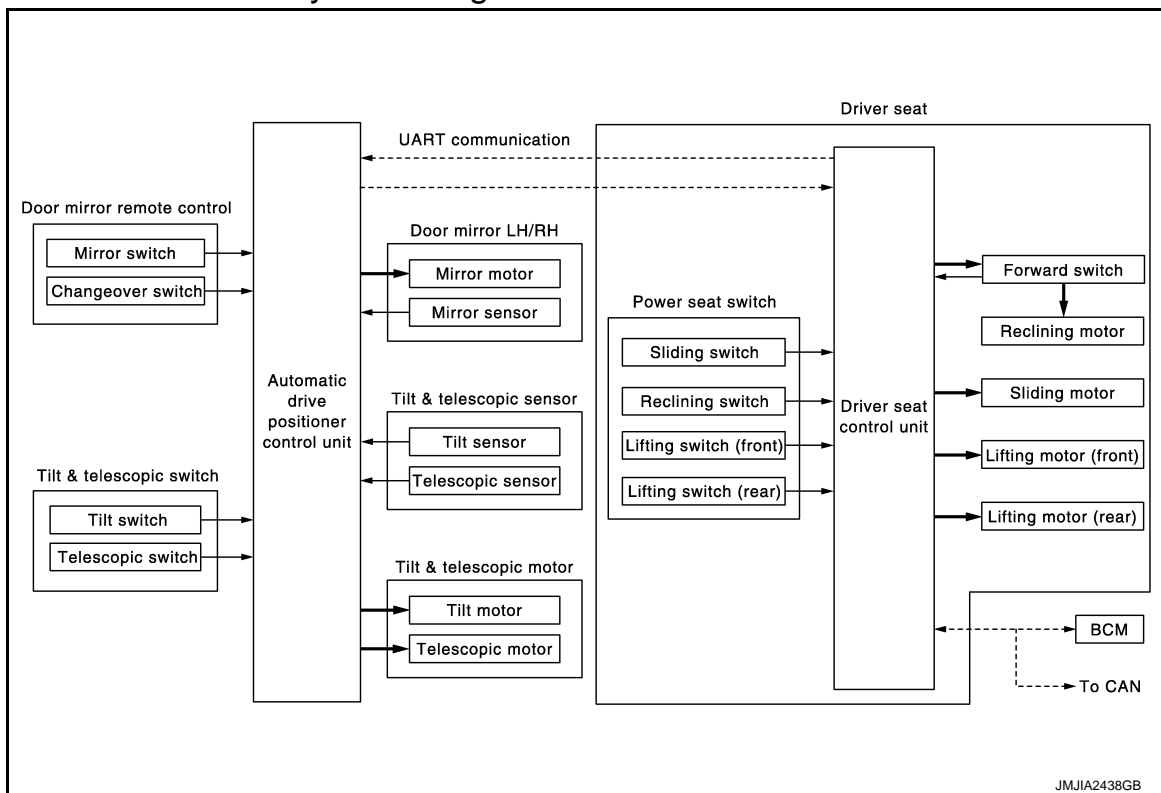 Driver seat
UART communication
Door mirror remote control
Mirror switch
Changeover switch
Door mirror LH/RH
Mirror motor
Mirror sensor
Automatic
drive
positioner
control unit
Tilt & telescopic sensor
Tilt sensor
Telescopic sensor
Tilt & telescopic switch
Tilt switch
Telescopic switch
Tilt & telescopic motor
Tilt motor
Telescopic motor
Power seat switch
Sliding switch
Reclining switch
Lifting switch (front)
Lifting switch (rear)
Driver seat
control unit
Forward switch
Reclining motor
Sliding motor
Lifting motor (front)
Lifting motor (rear)
BCM
To CAN
JMJIA2438GB